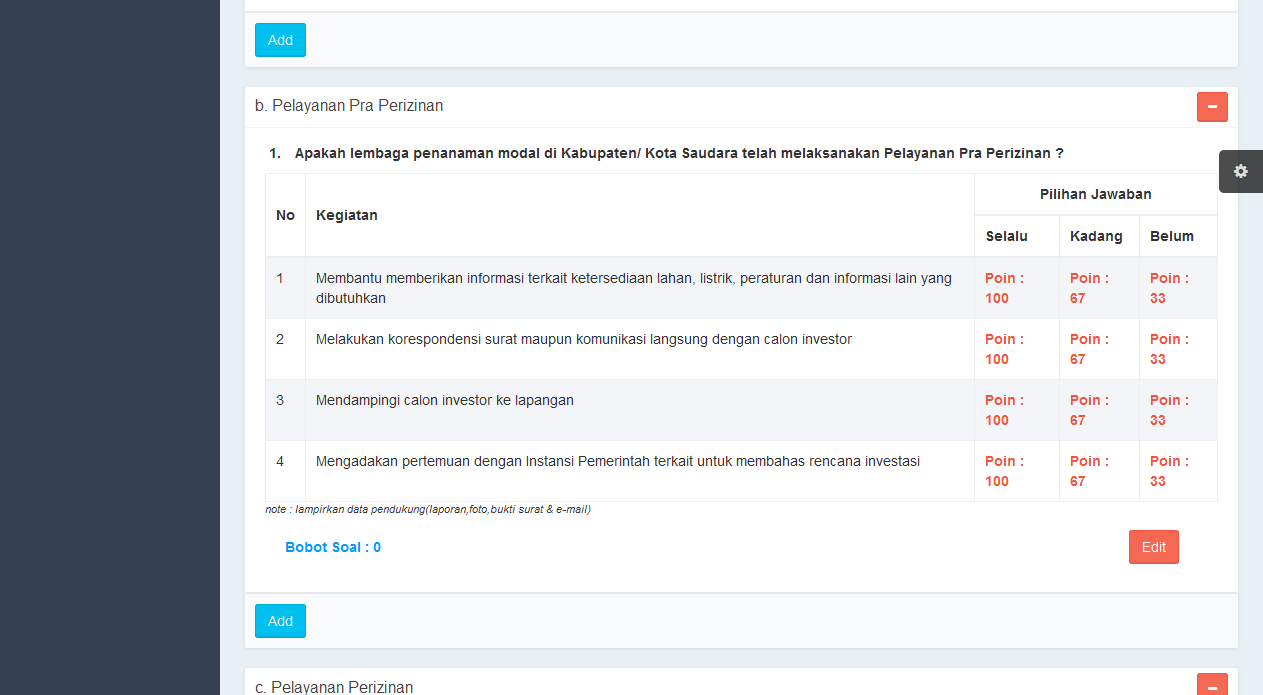 Add
b. Pelayanan Pra Perizinan
1. Apakah lembaga penanaman modal di Kabupaten/ Kota Saudara telah melaksanakan Pelayanan Pra Perizinan ?
No Kegiatan Pilihan Jawaban
Selalu Kadang Belum
1 Membantu memberikan informasi terkait ketersediaan lahan, listrik, peraturan dan informasi lain yang Poin : Poin : Poin :
dibutuhkan 100 67 33
2 Melakukan korespondensi surat maupun komunikasi langsung dengan calon investor Poin : Poin : Poin :
100 67 33
3 Mendampingi calon investor ke lapangan Poin : Poin : Poin :
100 67 33
4 Mengadakan pertemuan dengan Instansi Pemerintah terkait untuk membahas rencana investasi Poin : Poin : Poin :
100 67 33
note : lampirkan data pendukung(laporan,foto,bukti surat & e-mail)
Bobot Soal : 0 Edit
Add
c. Pelayanan Perizinan